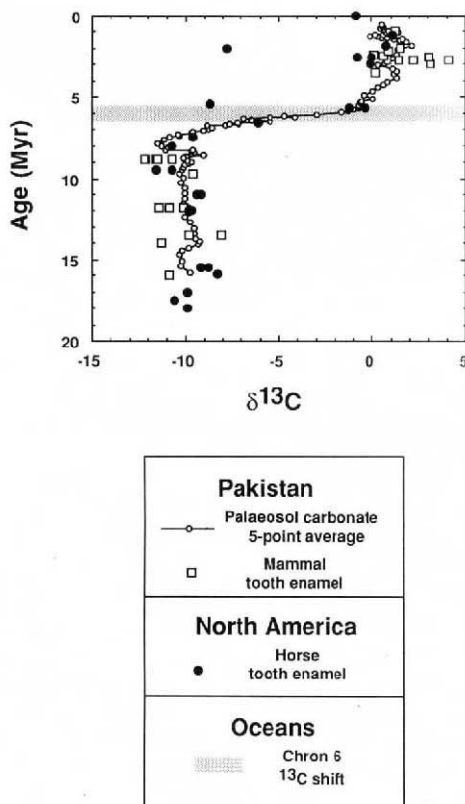 0
5
10
15
20
Age (Myr)
-15 -10 -5 0 5
δ13C
Pakistan
Palaeosol carbonate
5-point average
Mammal
tooth enamel
North America
Horse
tooth enamel
Oceans
Chron 6
13C shift